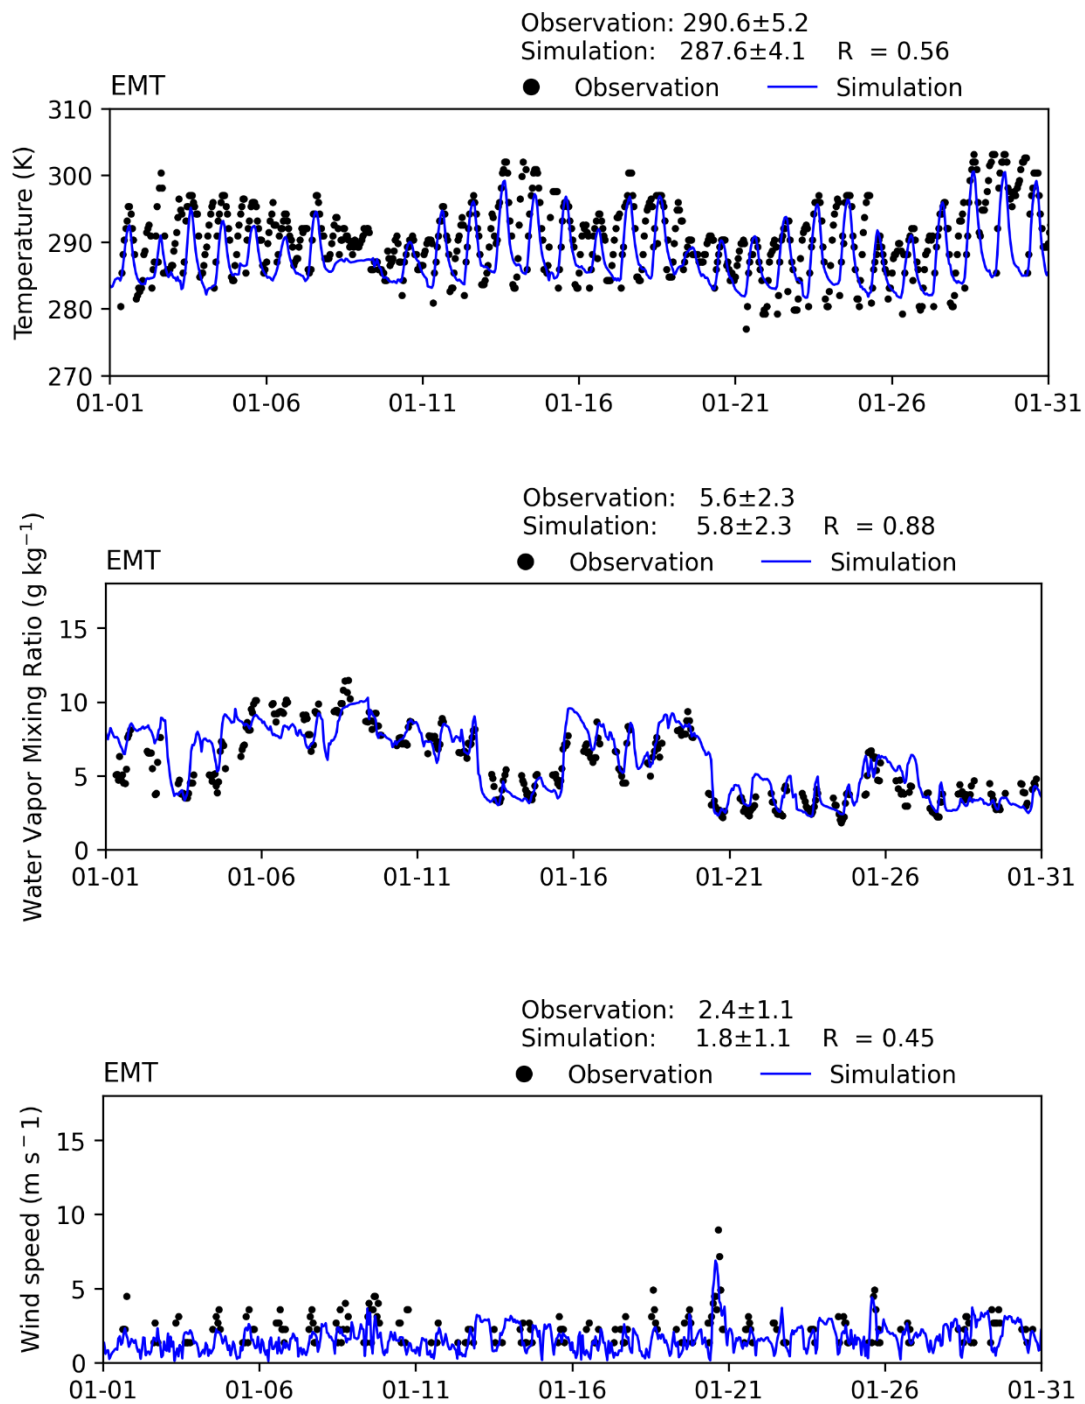 Observation: 290.6±5.2
Simulation: 287.6±4.1 R = 0.56
EMT
Observation Simulation
Temperature (K)
310
300
290
280
270
01-01 01-06 01-11 01-16 01-21 01-26 01-31
Observation: 5.6±2.3
Simulation: 5.8±2.3 R = 0.88
EMT
Observation Simulation
Water Vapor Mixing Ratio (g kg⁻¹)
15
10
5
0
01-01 01-06 01-11 01-16 01-21 01-26 01-31
Observation: 2.4±1.1
Simulation: 1.8±1.1 R = 0.45
EMT
Observation Simulation
Wind speed (m s − 1)
15
10
5
0
01-01 01-06 01-11 01-16 01-21 01-26 01-31